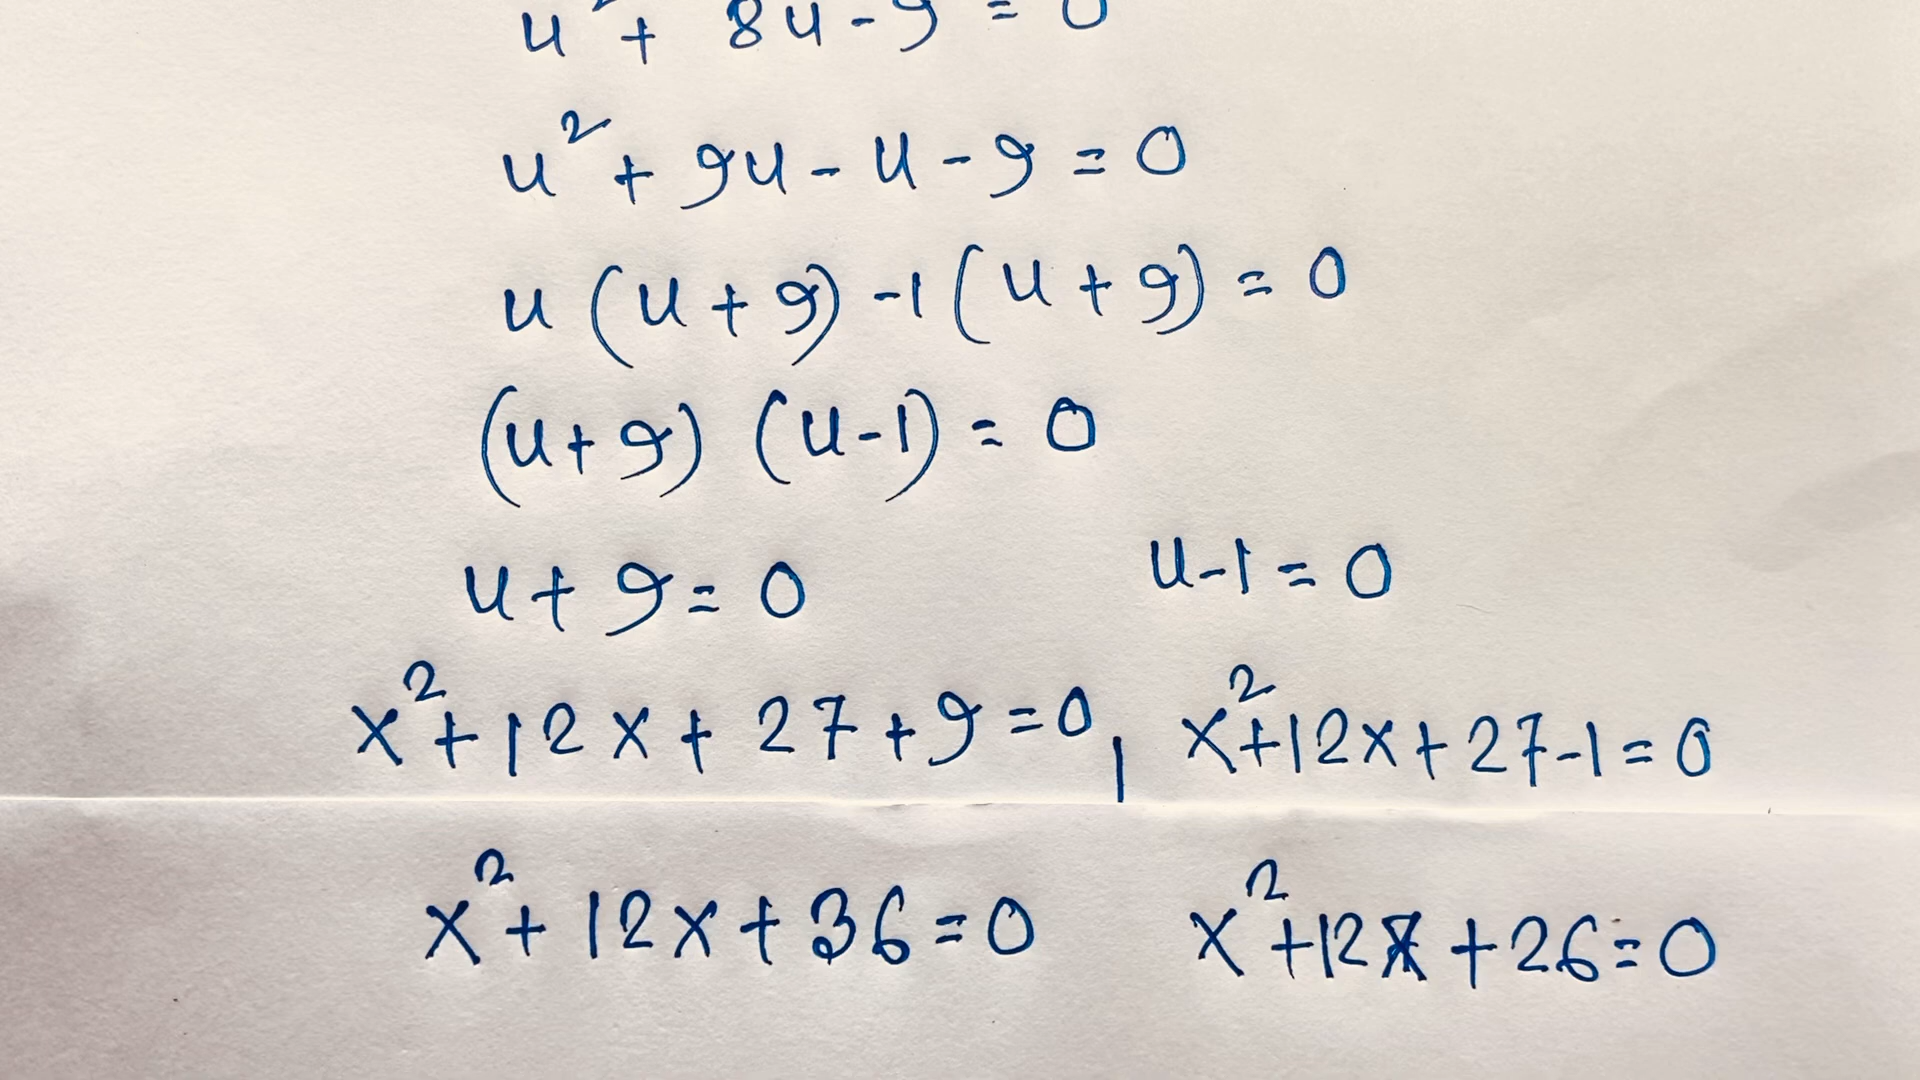 u² + 8u - 9 = 0
u² + 9u - u - 9 = 0
u (u + 9) -1 (u + 9) = 0
(u + 9) (u - 1) = 0
u + 9 = 0 u - 1 = 0
x² + 12x + 27 + 9 = 0, x² + 12x + 27 - 1 = 0
x² + 12x + 36 = 0 x² + 12x + 26 = 0